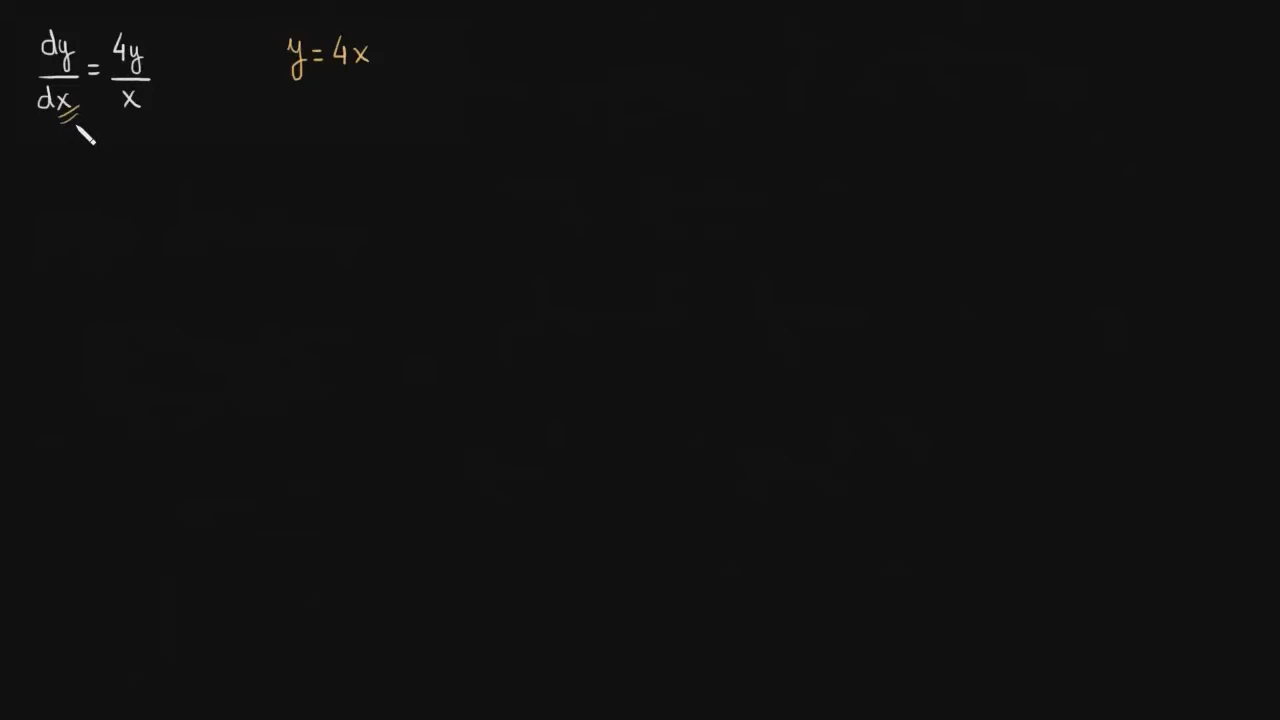 dy/dx = 4y/x
y = 4x